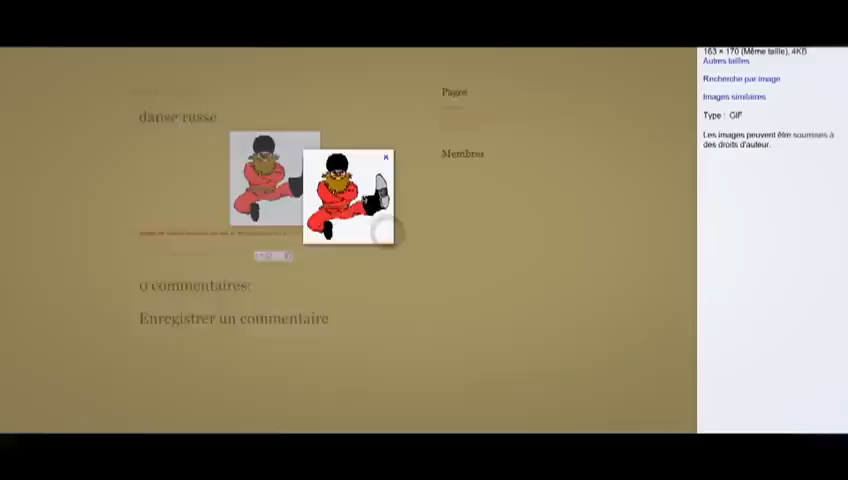 danse russe
0 commentaires:
Enregistrer un commentaire
Pages
Membres
163 × 170 (Même taille), 4KB
Autres tailles
Recherche par image
Images similaires
Type : GIF
Les images peuvent être soumises à
des droits d'auteur.